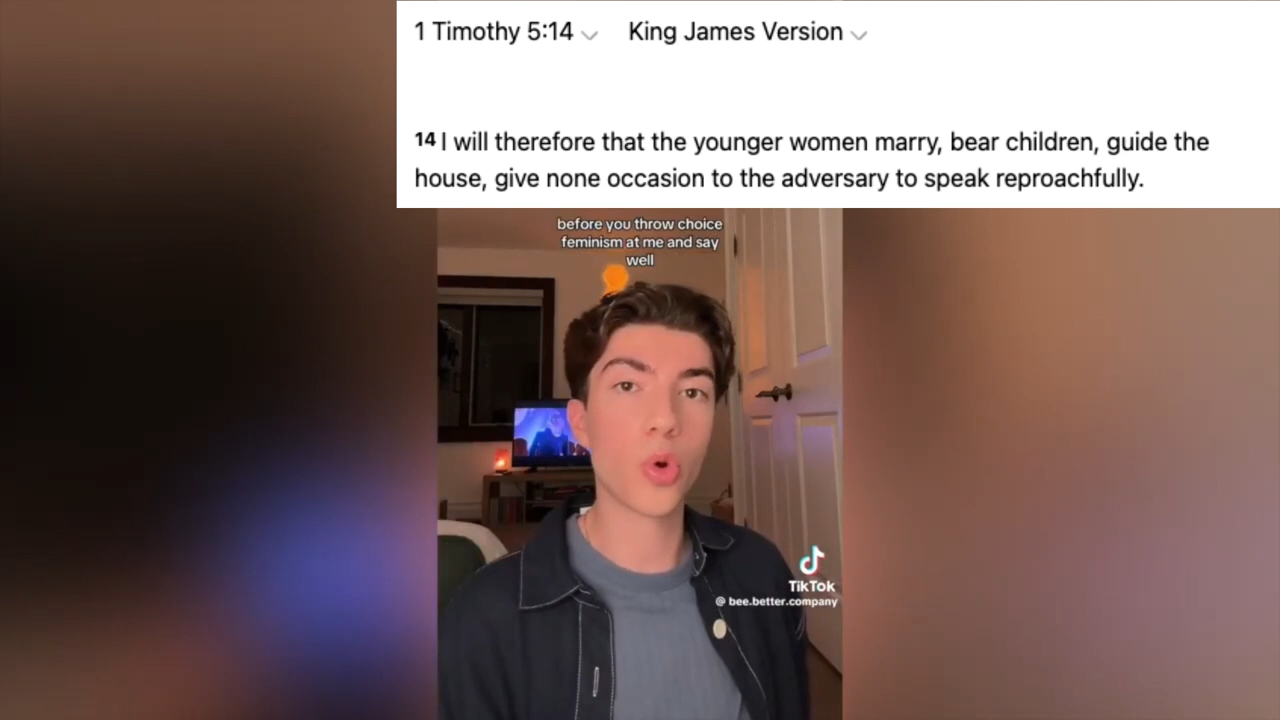 1 Timothy 5:14 King James Version
14 I will therefore that the younger women marry, bear children, guide the
house, give none occasion to the adversary to speak reproachfully.
before you throw choice
feminism at me and say
well
TikTok
@ bee.better.company